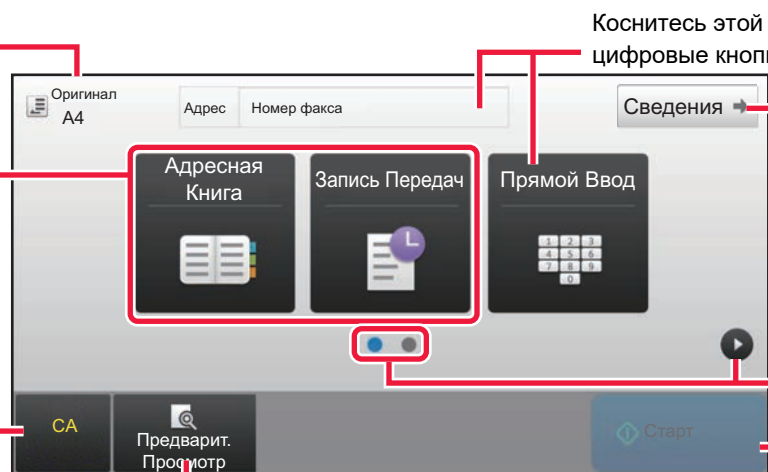 Коснитесь этой
цифровые кнопк
Оригинал
A4
Адрес
Номер факса
Сведения
Адресная
Книга
Запись Передач
Прямой Ввод
1 2 3
4 5 6
7 8 9
0
CA
Предварит.
Просмотр
Старт